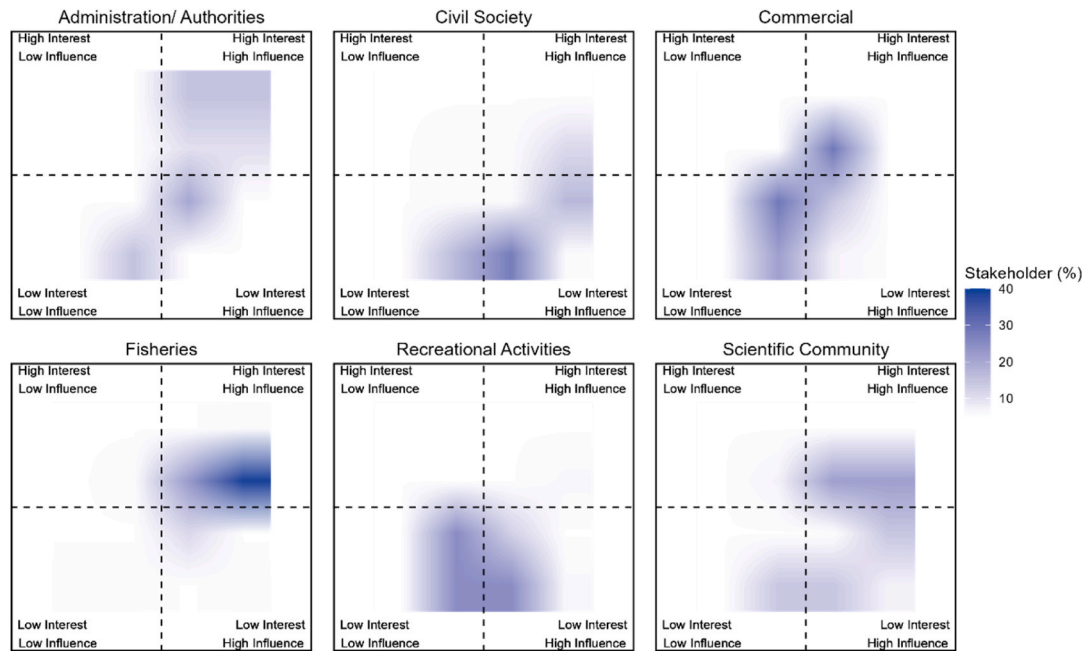 Administration/ Authorities
Civil Society
Commercial
High Interest
High Interest
High Interest
High Interest
High Interest
High Interest
Low Influence
High Influence
Low Influence
High Influence
Low Influence
High Influence
Low Interest
Low Interest
Low Interest
Low Interest
Low Interest
Low Interest
Low Influence
High Influence
Low Influence
High Influence
Low Influence
High Influence
Stakeholder (%)
40
30
20
10
Fisheries
Recreational Activities
Scientific Community
High Interest
High Interest
High Interest
High Interest
High Interest
High Interest
Low Influence
High Influence
Low Influence
High Influence
Low Influence
High Influence
Low Interest
Low Interest
Low Interest
Low Interest
Low Interest
Low Interest
Low Influence
High Influence
Low Influence
High Influence
Low Influence
High Influence